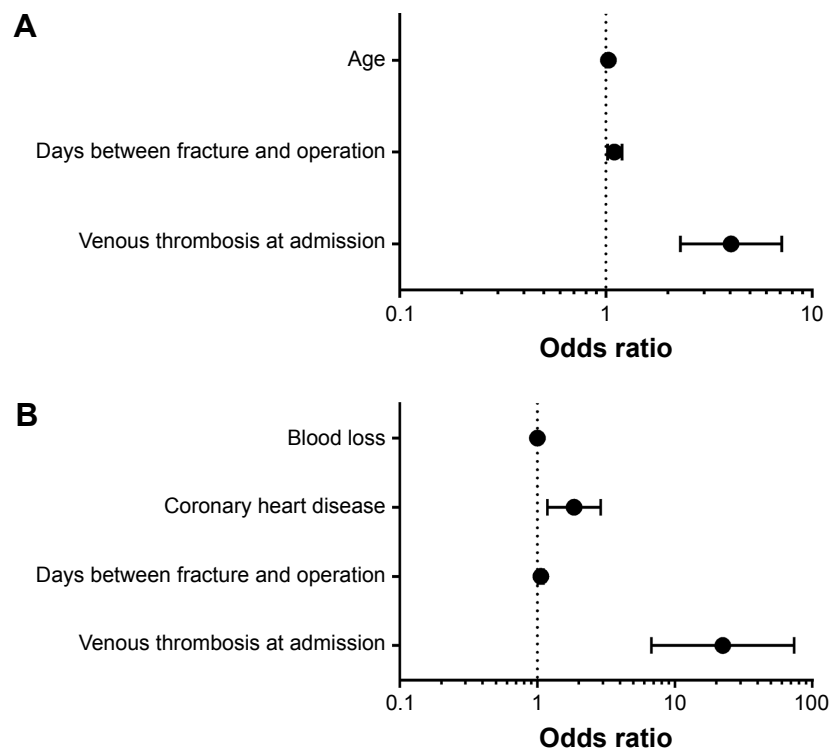 A
Age
Days between fracture and operation
Venous thrombosis at admission
0.1 1 10
Odds ratio
B
Blood loss
Coronary heart disease
Days between fracture and operation
Venous thrombosis at admission
0.1 1 10 100
Odds ratio